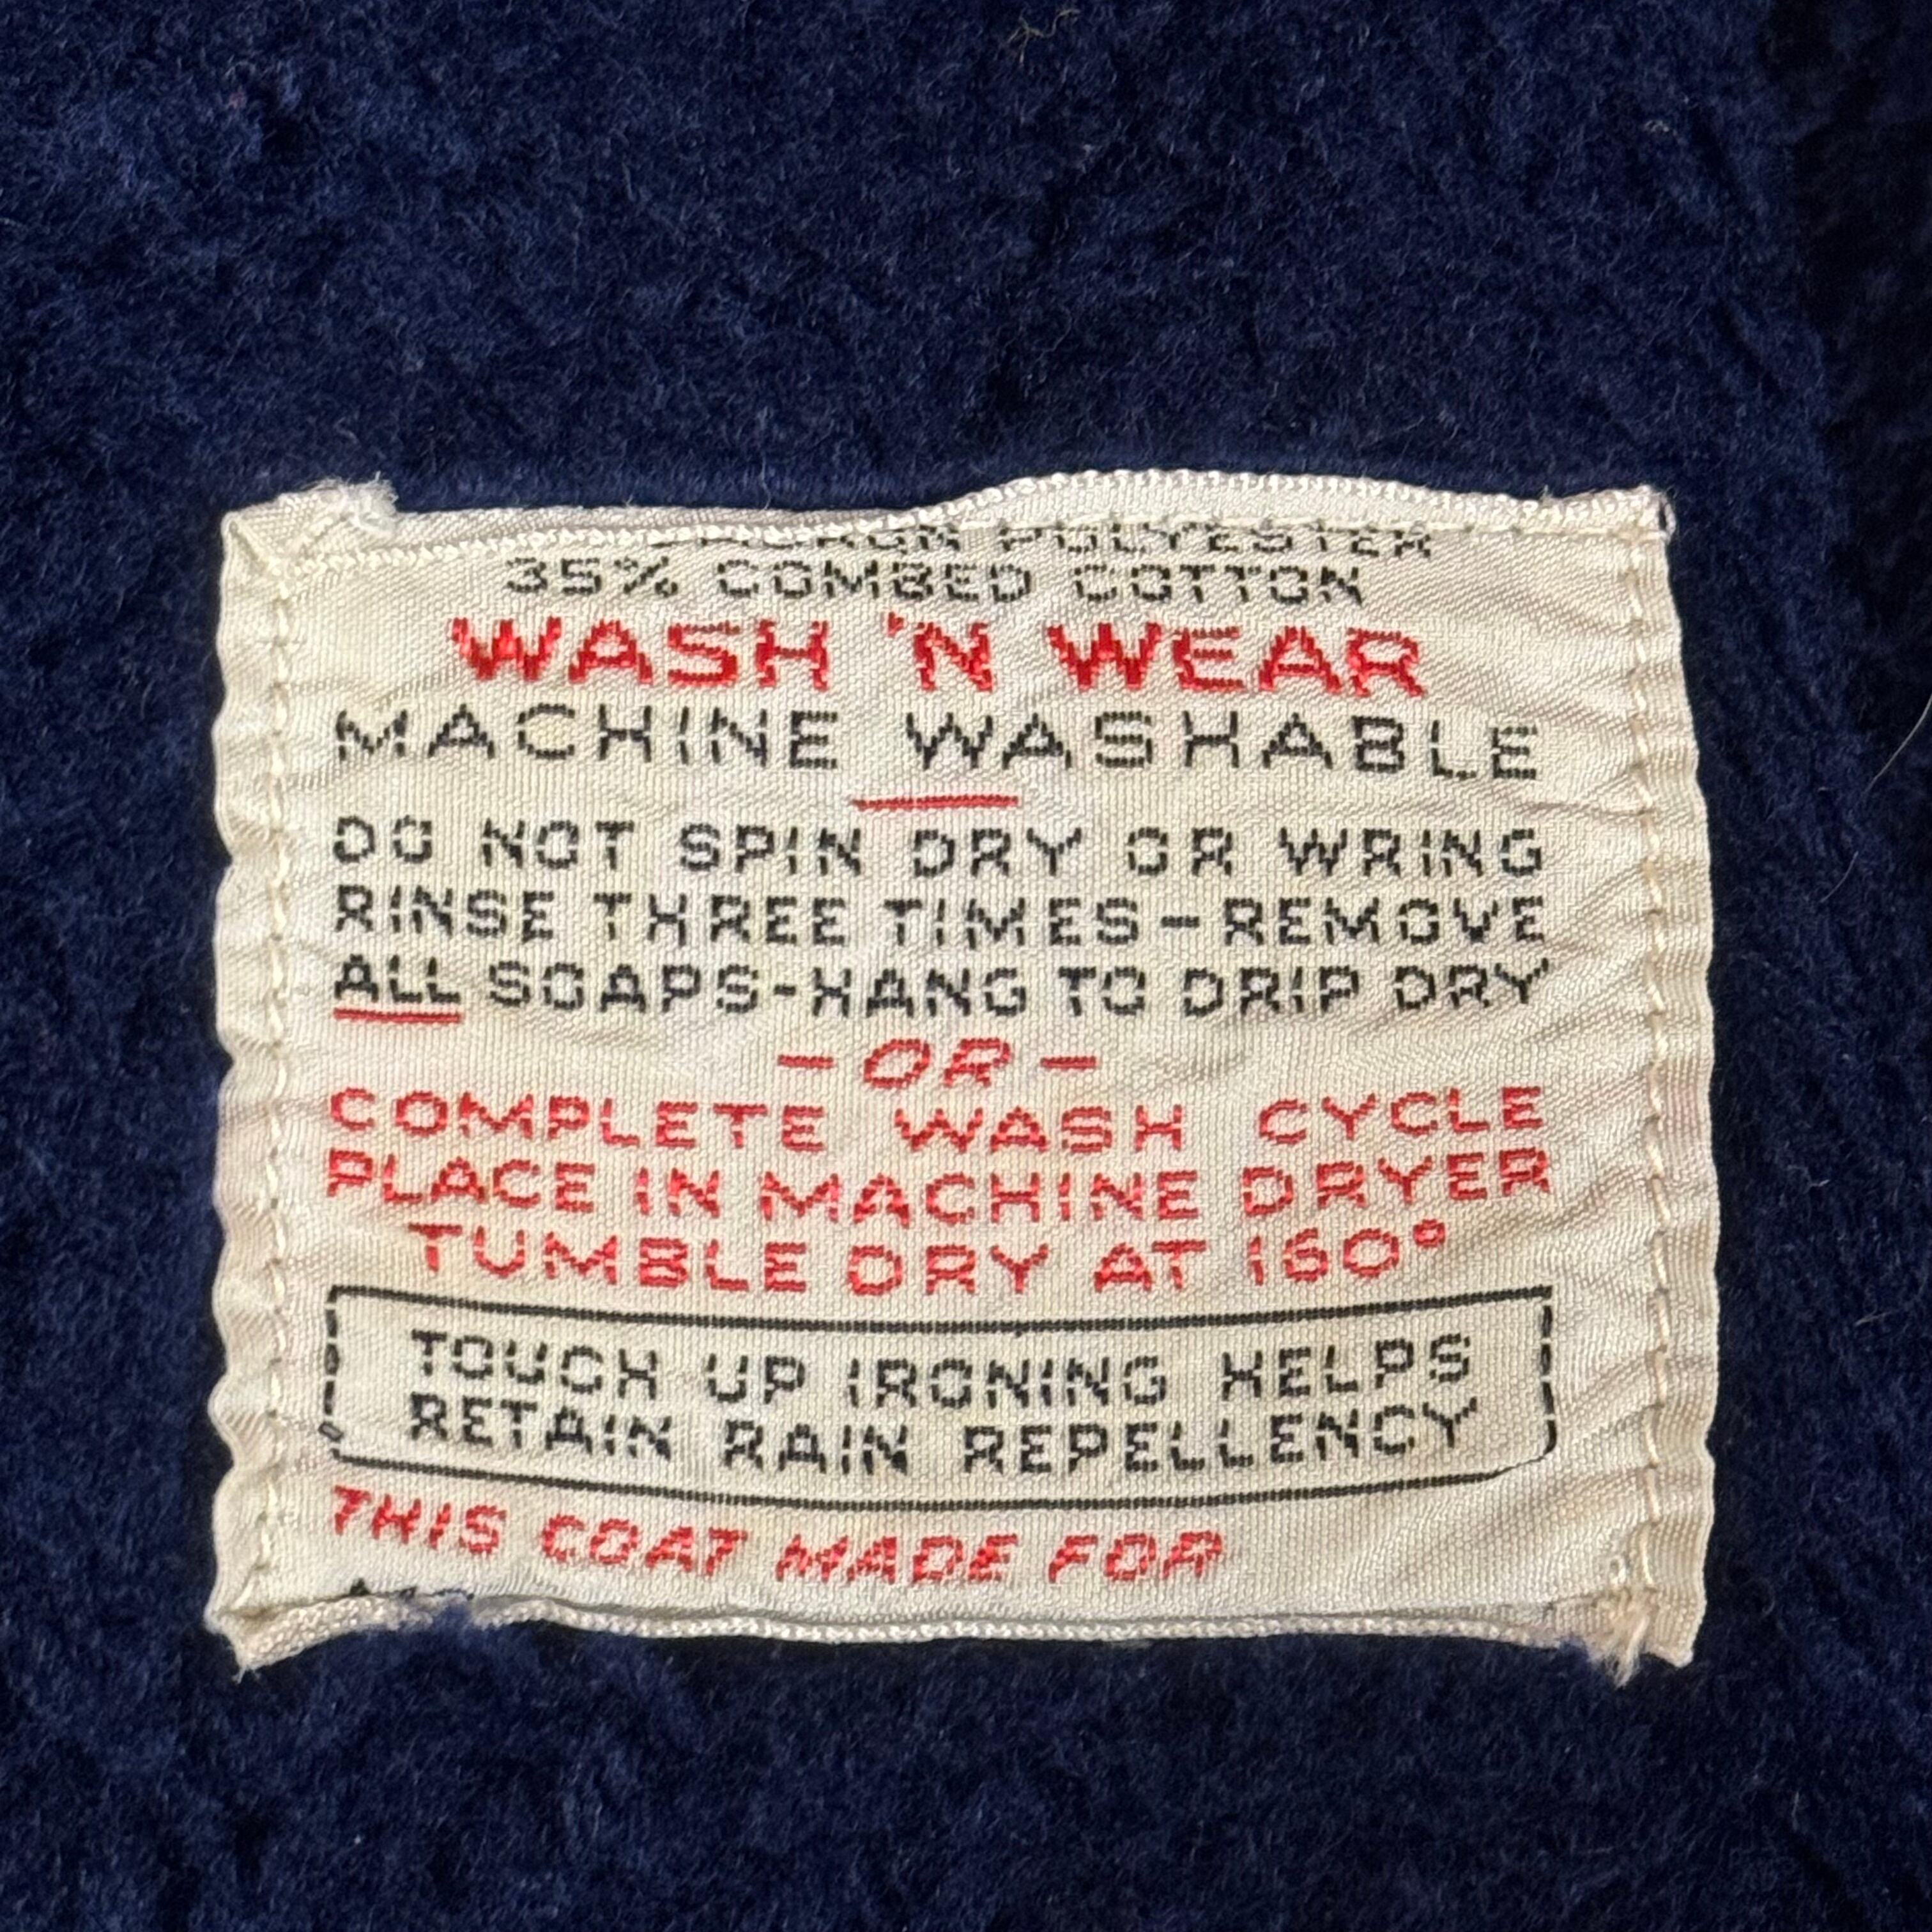 DACRON POLYESTER
35% COMBED COTTON
WASH 'N WEAR
MACHINE WASHABLE
DO NOT SPIN DRY OR WRING
RINSE THREE TIMES-REMOVE
ALL SOAPS-HANG TO DRIP DRY
-OR-
COMPLETE WASH CYCLE
PLACE IN MACHINE DRYER
TUMBLE DRY AT 160°
TOUCH UP IRONING HELPS
RETAIN RAIN REPELLENCY
THIS COAT MADE FOR